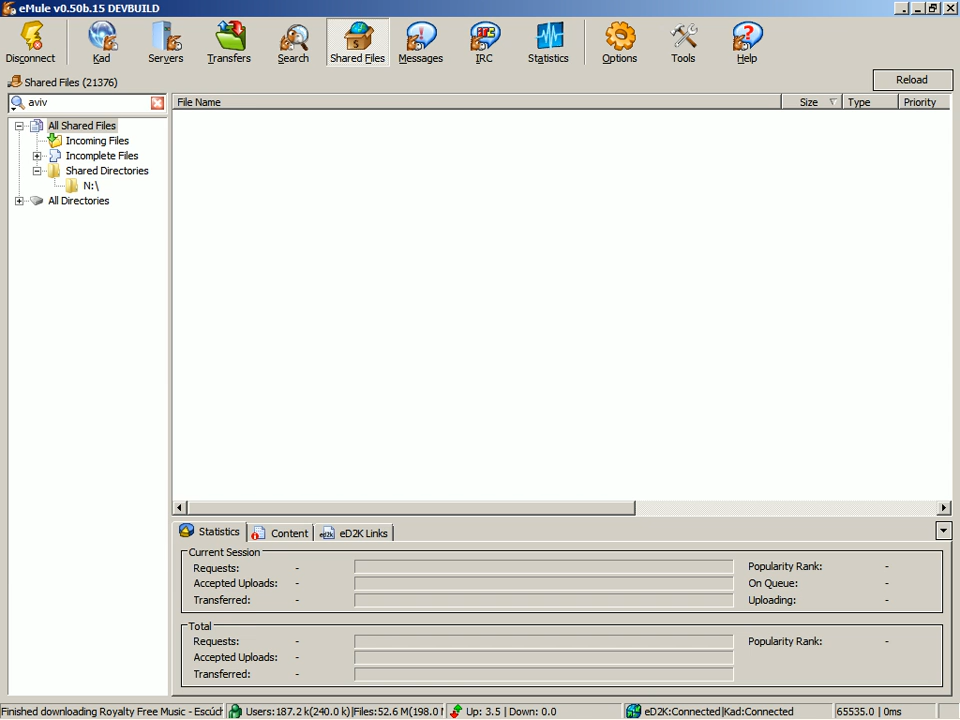 eMule v0.50b.15 DEVBUILD
Disconnect Kad Servers Transfers Search Shared Files Messages IRC Statistics Options Tools Help
Shared Files (21376) Reload
aviv File Name Size Type Priority
All Shared Files
Incoming Files
Incomplete Files
Shared Directories
N:\
All Directories
Statistics Content eD2K Links
Current Session
Requests: - Popularity Rank: -
Accepted Uploads: - On Queue: -
Transferred: - Uploading: -
Total
Requests: - Popularity Rank: -
Accepted Uploads: -
Transferred: -
Finished downloading Royalty Free Music - Escúch Users:187.2 k(240.0 k)|Files:52.6 M(198.0 Up: 3.5 | Down: 0.0 eD2K:Connected|Kad:Connected 65535.0 | 0ms